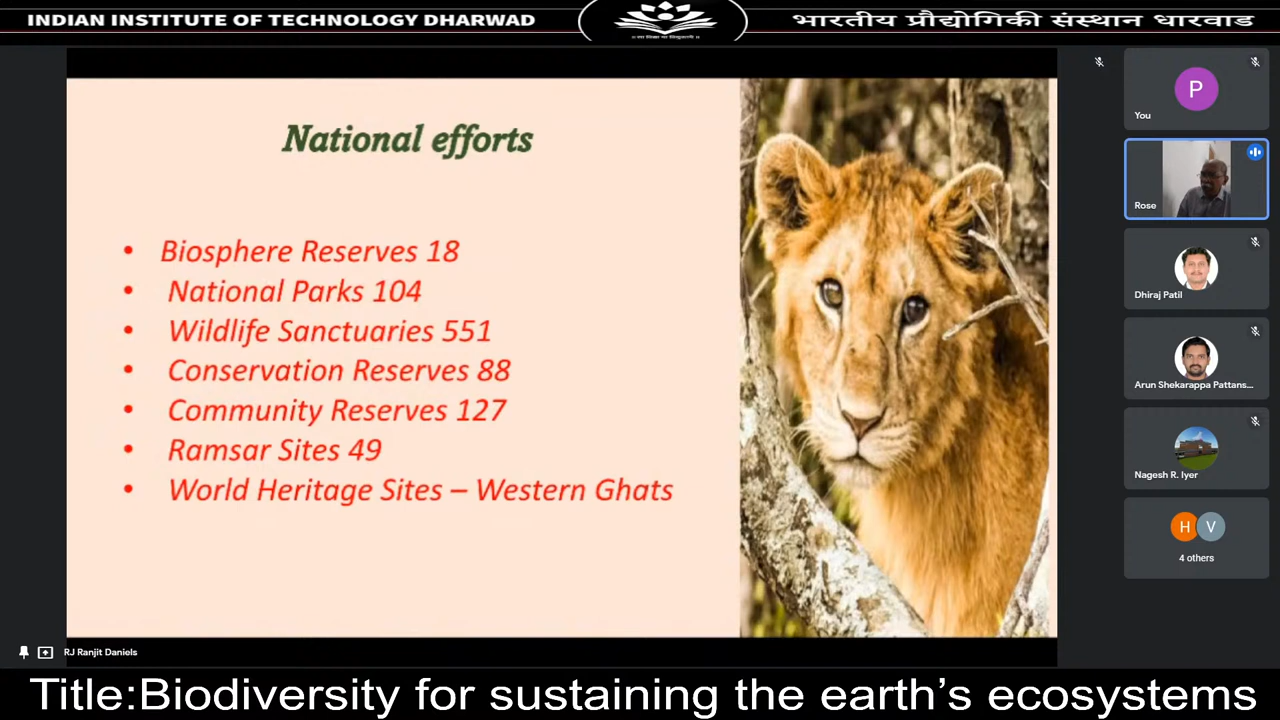 INDIAN INSTITUTE OF TECHNOLOGY DHARWAD
भारतीय प्रौद्योगिकी संस्थान धारवाड
National efforts
• Biosphere Reserves 18
• National Parks 104
• Wildlife Sanctuaries 551
• Conservation Reserves 88
• Community Reserves 127
• Ramsar Sites 49
• World Heritage Sites – Western Ghats
P
You
Rose
Dhiraj Patil
Arun Shekarappa Pattans...
Nagesh R. Iyer
H V
4 others
RJ Ranjit Daniels
Title:Biodiversity for sustaining the earth’s ecosystems